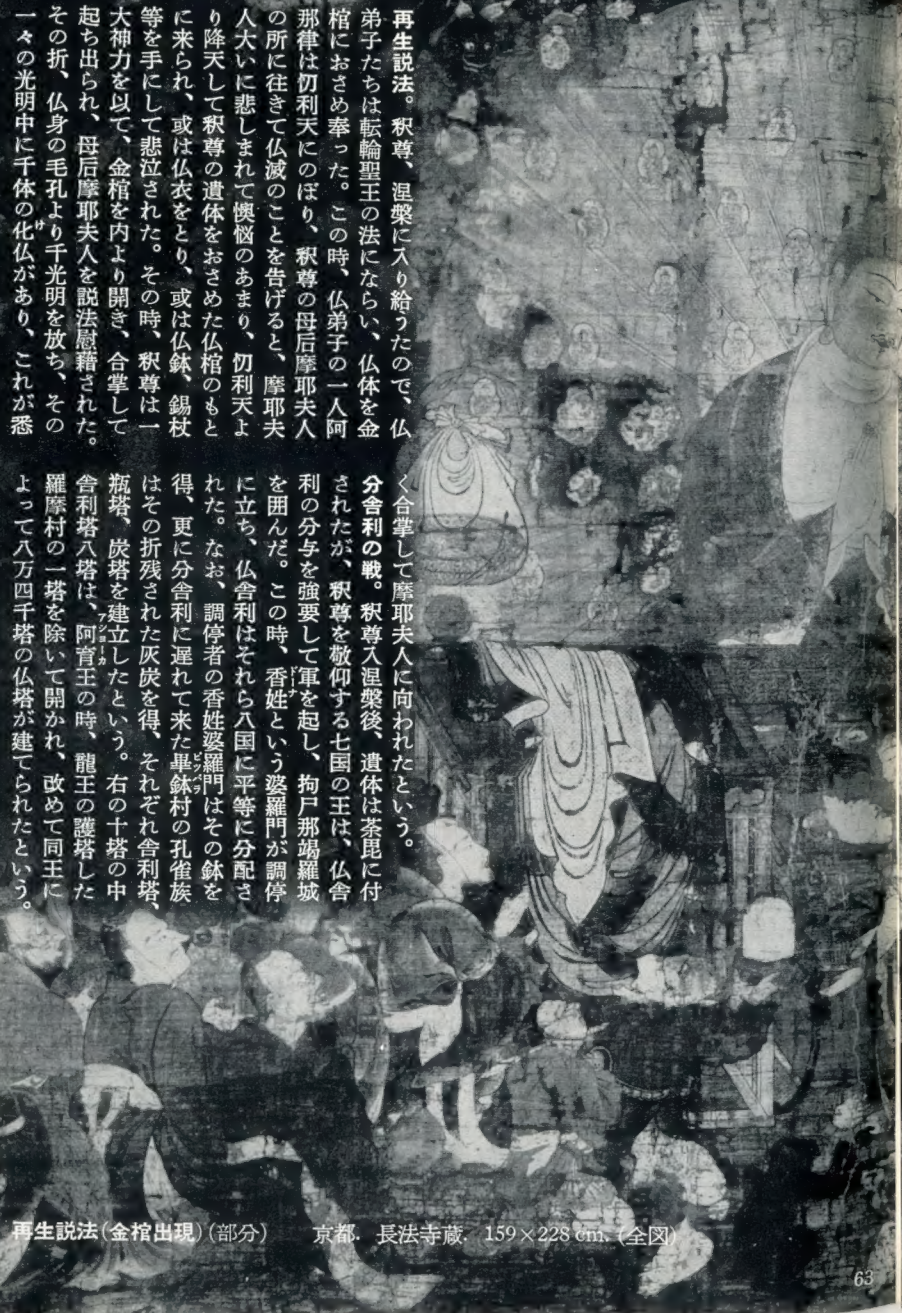 再生説法。釈尊、涅槃に入り給うたので、仏
弟子たちは転輪聖王の法にならい、仏体を金
棺におさめ奉った。この時、仏弟子の一人阿
那律は忉利天にのぼり、釈尊の母后摩耶夫人
の所に往きて仏滅のことを告げると、摩耶夫
人大いに悲しまれて懊悩のあまり、忉利天よ
り降天して釈尊の遺体をおさめた仏棺のもと
に来られ、或は仏衣をとり、或は仏鉢、錫杖
等を手にして悲泣された。その時、釈尊は一
大神力を以て、金棺を内より開き、合掌して
起ち出られ、母后摩耶夫人を説法慰藉された。
その折、仏身の毛孔より千光明を放ち、その
一々の光明中に千体の化仏があり、これが悉
く合掌して摩耶夫人に向われたという。
分舎利の戦。釈尊入涅槃後、遺体は荼毘に付
されたが、釈尊を敬仰する七国の王は、仏舎
利の分与を強要して軍を起し、拘尸那竭羅城
を囲んだ。この時、香姓という婆羅門が調停
に立ち、仏舎利はそれら八国に平等に分配さ
れた。なお、調停者の香姓婆羅門はその鉢を
得、更に分舎利に遅れて来た畢鉢村の孔雀族
はその折残された灰炭を得、それぞれ舎利塔、
瓶塔、炭塔を建立したという。右の十塔の中
舎利塔八塔は、阿育王の時、龍王の護塔した
羅摩村の一塔を除いて開かれ、改めて同王に
よって八万四千塔の仏塔が建てられたという。
け
ドーナ
ピッパ
アショーカ
再生説法(金棺出現)(部分) 京都. 長法寺蔵. 159×228cm. (全図)
63